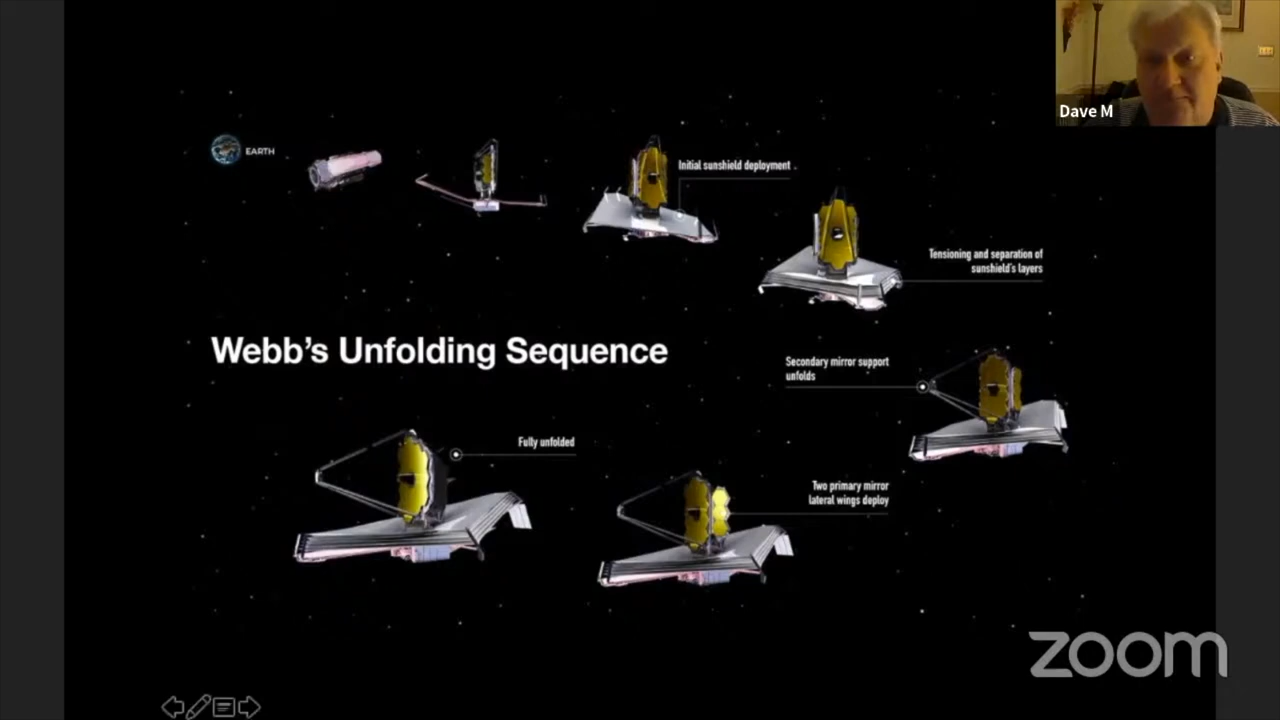 Dave M
EARTH
Initial sunshield deployment
Tensioning and separation of
sunshield's layers
Webb's Unfolding Sequence
Secondary mirror support
unfolds
Fully unfolded
Two primary mirror
lateral wings deploy
zoom